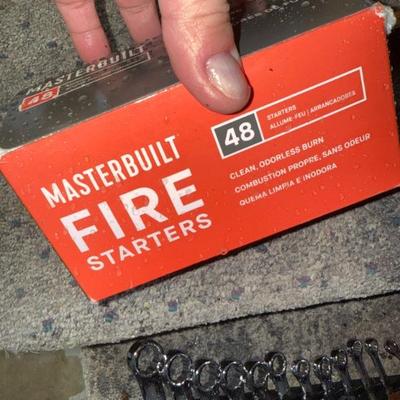 MASTERBUILT
48
MASTERBUILT
FIRE
STARTERS
48
STARTERS
ALLUME-FEU | ARRANCADORES
CLEAN, ODORLESS BURN
COMBUSTION PROPRE, SANS ODEUR
QUEMA LIMPIA E INODORA